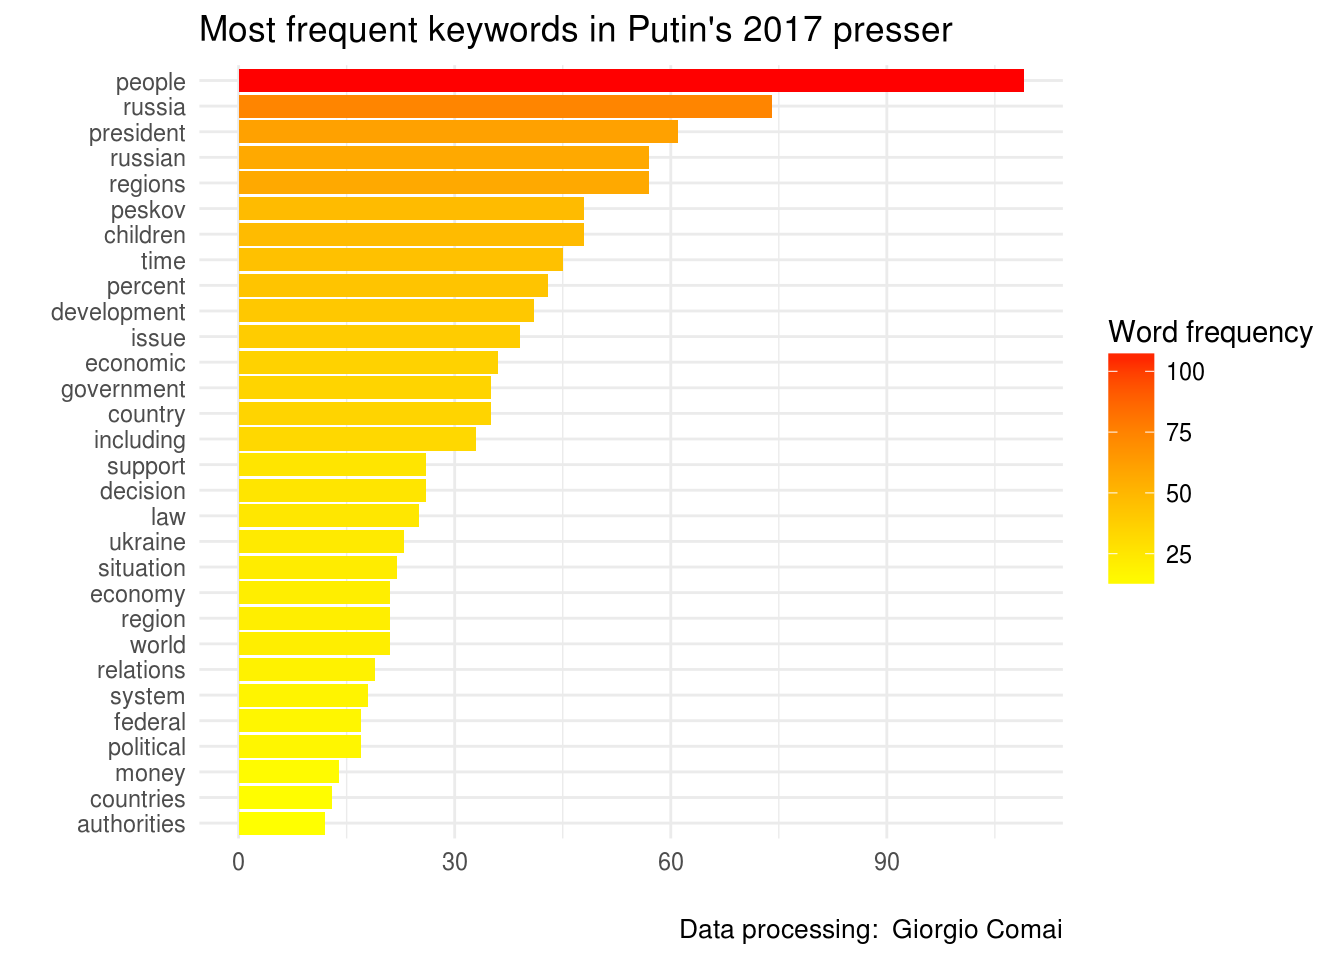 Most frequent keywords in Putin's 2017 presser
people
russia
president
russian
regions
peskov
children
time
percent
development
issue
economic
government
country
including
support
decision
law
ukraine
situation
economy
region
world
relations
system
federal
political
money
countries
authorities
0 30 60 90
Word frequency
100
75
50
25
Data processing:  Giorgio Comai